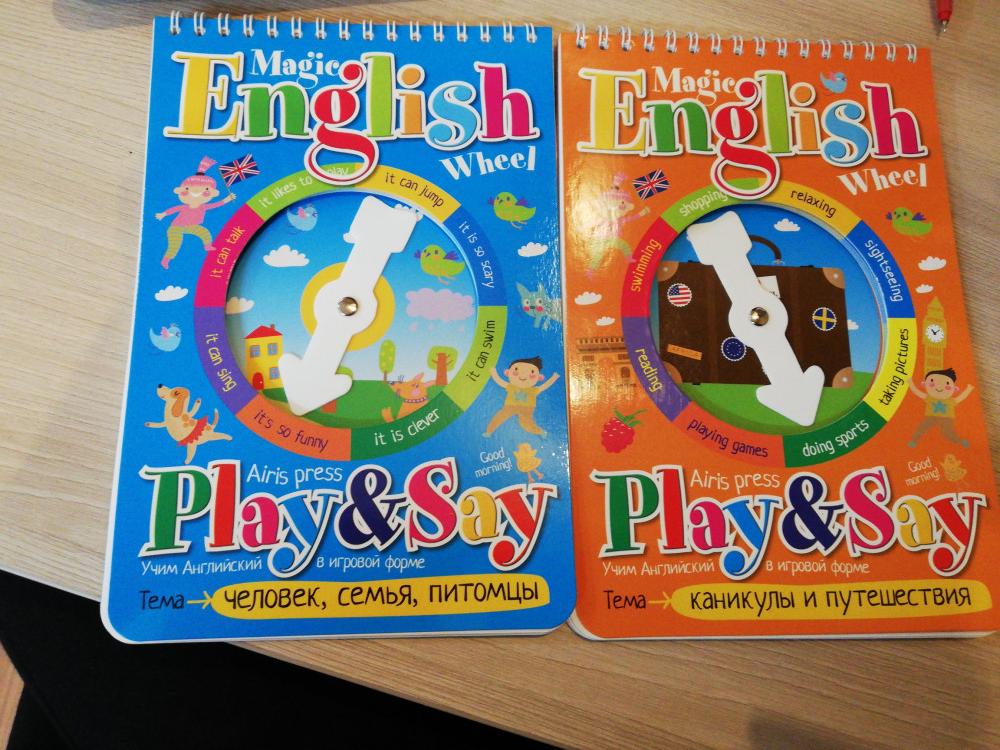 Magic
English
Wheel
it likes to play
it can jump
it is so scary
it can swim
it is clever
it's so funny
it can sing
it can talk
Good
morning!
Airis press
Play&Say
Учим Английский в игровой форме
Тема
человек, семья, питомцы
Magic
English
Wheel
shopping
relaxing
sightseeing
taking pictures
doing sports
playing games
reading
swimming
Good
morning!
Airis press
Play&Say
Учим Английский в игровой форме
Тема
каникулы и путешествия